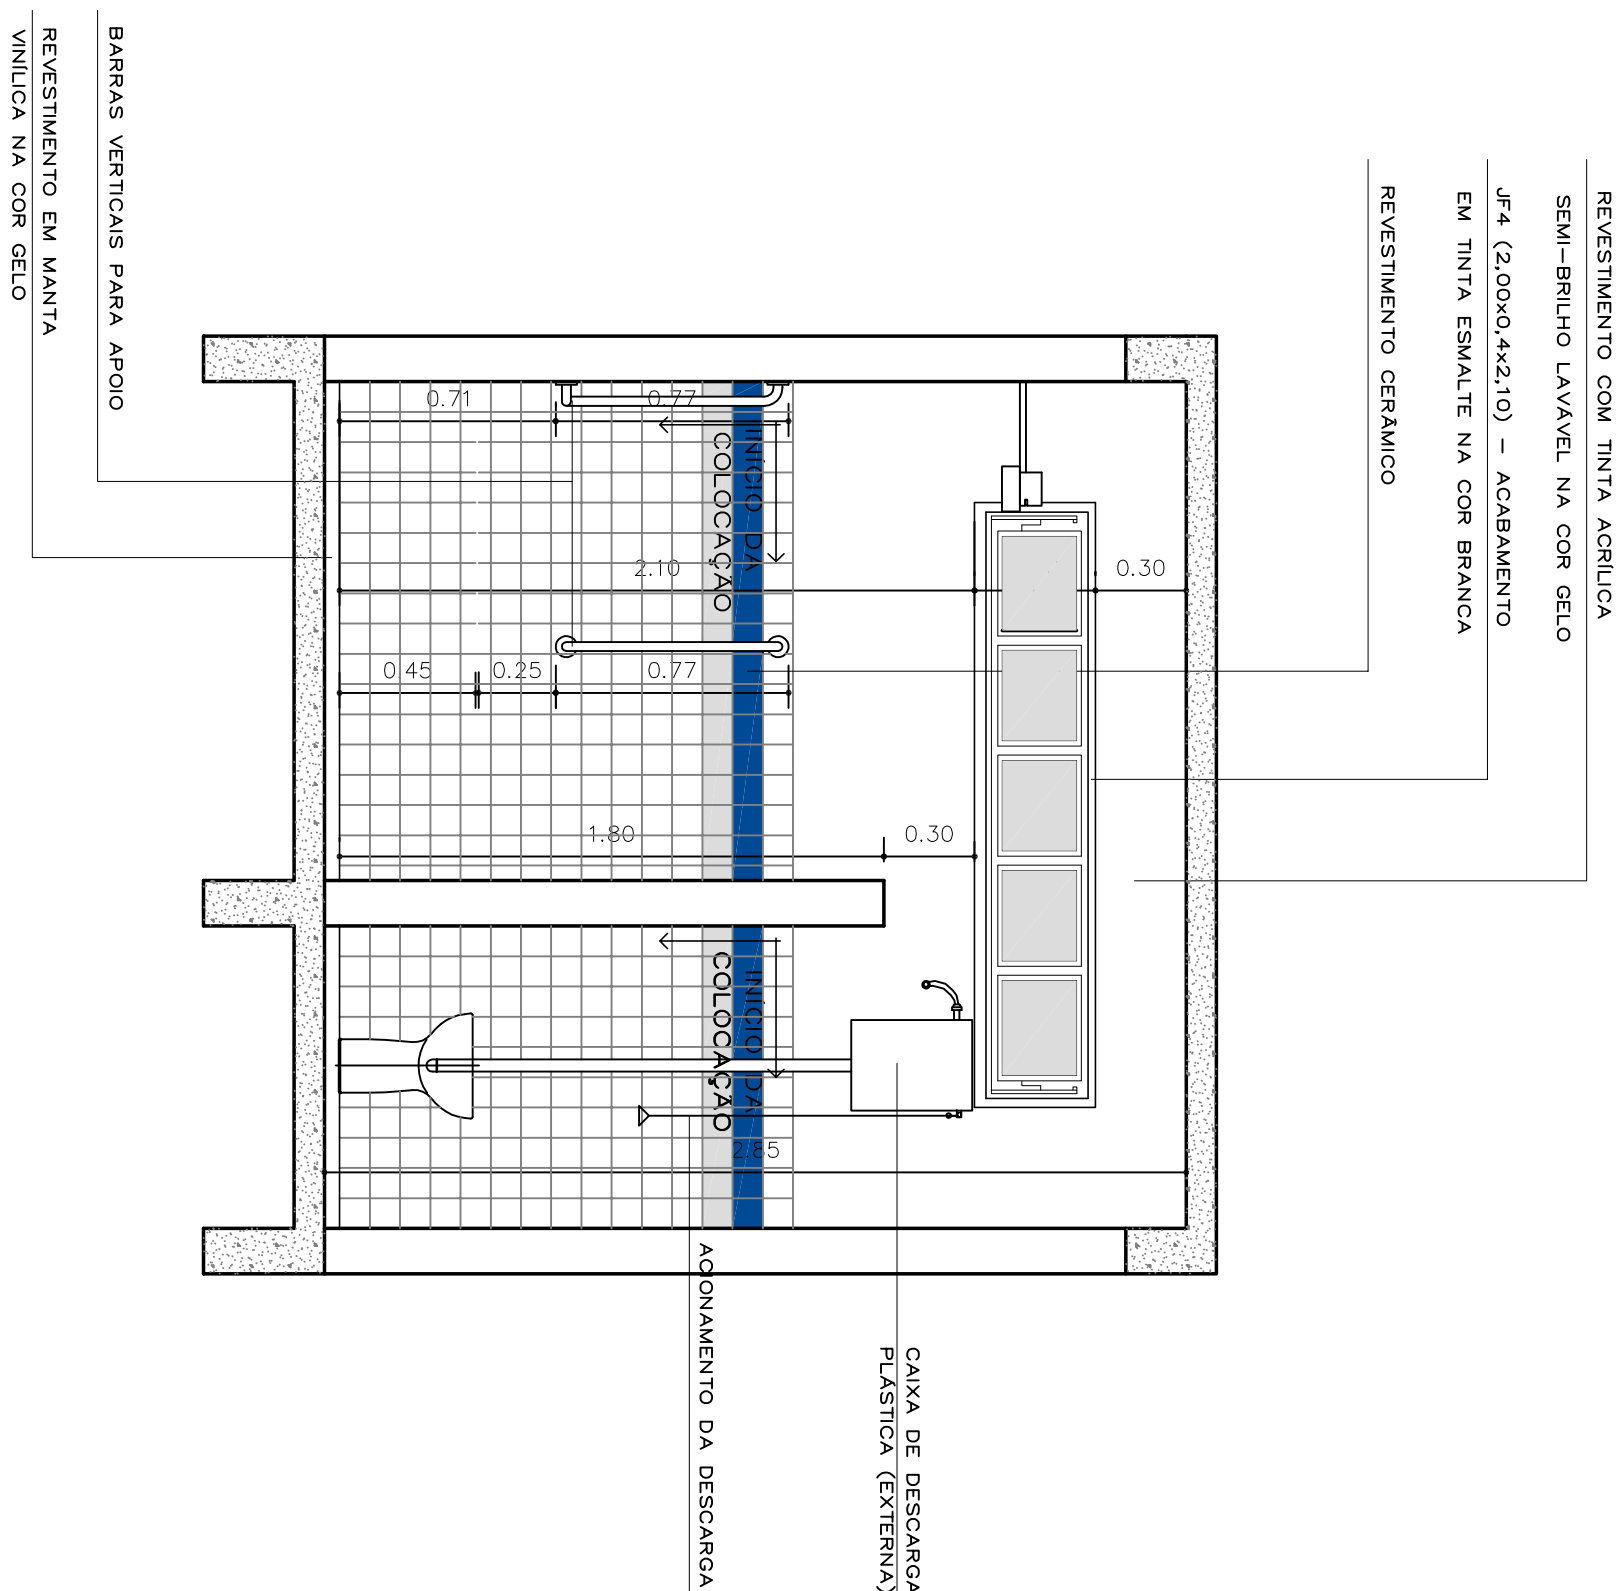 REVESTIMENTO COM TINTA ACRÍLICA
SEMI-BRILHO LAVÁVEL NA COR GELO
JF4 (2,00x0,4x2,10) - ACABAMENTO
EM TINTA ESMALTE NA COR BRANCA
REVESTIMENTO CERÂMICO
BARRAS VERTICAIS PARA APOIO
REVESTIMENTO EM MANTA
VINÍLICA NA COR GELO
0.71
0.77
INÍCIO DA
COLOCAÇÃO
2.10
0.30
0.45
0.25
0.77
1.80
0.30
INÍCIO DA
COLOCAÇÃO
2.85
CAIXA DE DESCARGA
PLÁSTICA (EXTERNA)
ACIONAMENTO DA DESCARGA